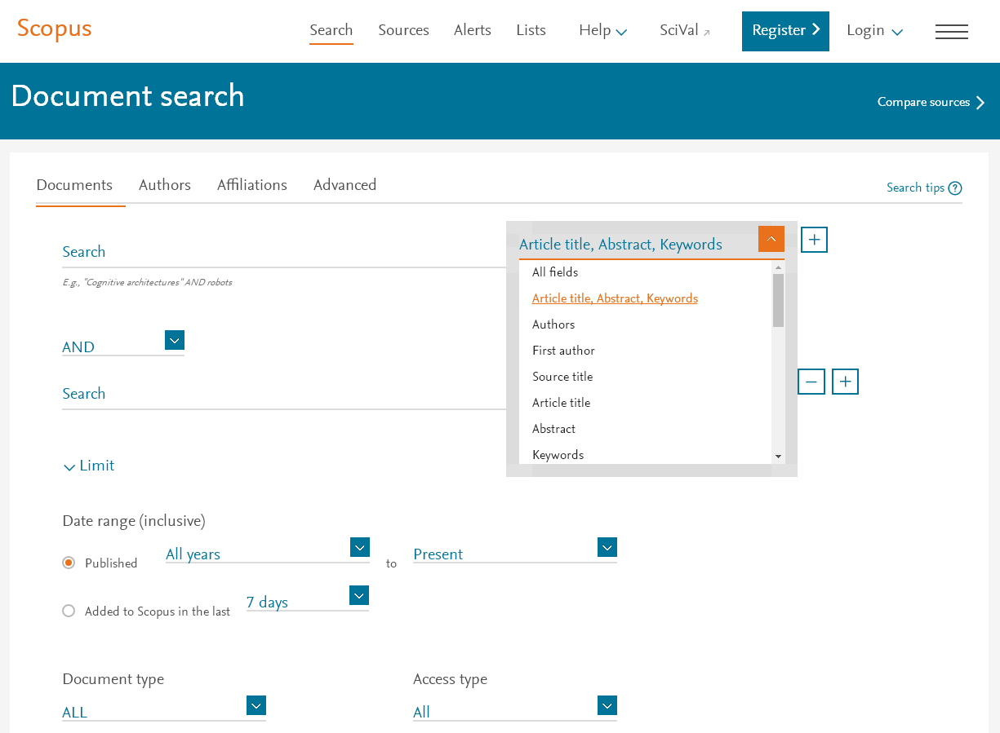 Scopus
Search Sources Alerts Lists Help SciVal Register Login
Document search
Compare sources
Documents Authors Affiliations Advanced
Search tips ?
Search
E.g., "Cognitive architectures" AND robots
Article title, Abstract, Keywords
All fields
Article title, Abstract, Keywords
Authors
First author
Source title
Article title
Abstract
Keywords
AND
Search
Limit
Date range (inclusive)
Published All years to Present
Added to Scopus in the last 7 days
Document type Access type
ALL All